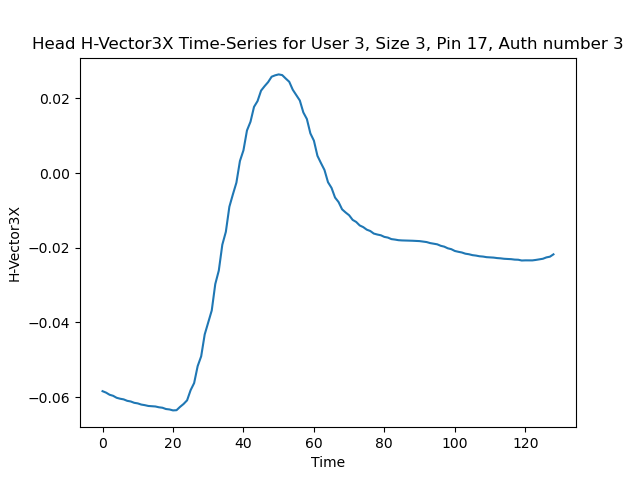 Head H-Vector3X Time-Series for User 3, Size 3, Pin 17, Auth number 3
H-Vector3X
0.02
0.00
−0.02
−0.04
−0.06
0 20 40 60 80 100 120
Time